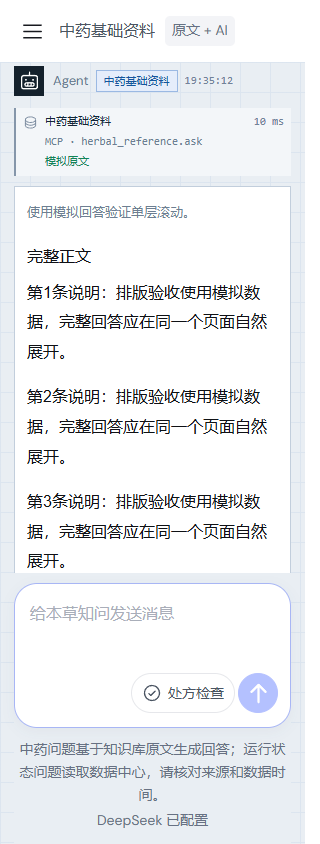 中药基础资料 原文 + AI
Agent 中药基础资料 19:35:12
中药基础资料 10 ms
MCP · herbal_reference.ask
模拟原文
使用模拟回答验证单层滚动。
完整正文
第1条说明：排版验收使用模拟数
据，完整回答应在同一个页面自然
展开。
第2条说明：排版验收使用模拟数
据，完整回答应在同一个页面自然
展开。
第3条说明：排版验收使用模拟数
据，完整回答应在同一个页面自然
展开。
给本草知问发送消息
处方检查
中药问题基于知识库原文生成回答；运行状
态问题读取数据中心，请核对来源和数据时
间。
DeepSeek 已配置